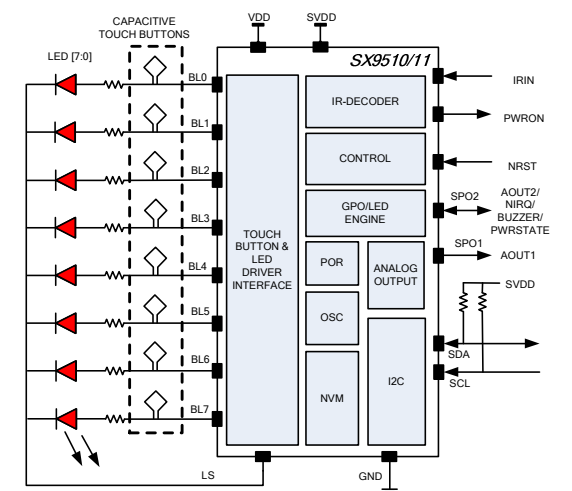 CAPACITIVE
TOUCH BUTTONS
VDD
SVDD
LED [7:0]
SX9510/11
BL0
BL1
BL2
BL3
BL4
BL5
BL6
BL7
TOUCH
BUTTON &
LED
DRIVER
INTERFACE
IR-DECODER
CONTROL
GPO/LED
ENGINE
POR
ANALOG
OUTPUT
OSC
NVM
I2C
IRIN
PWRON
NRST
SPO2
AOUT2/
NIRQ/
BUZZER/
PWRSTATE
SPO1
AOUT1
SVDD
SDA
SCL
LS
GND